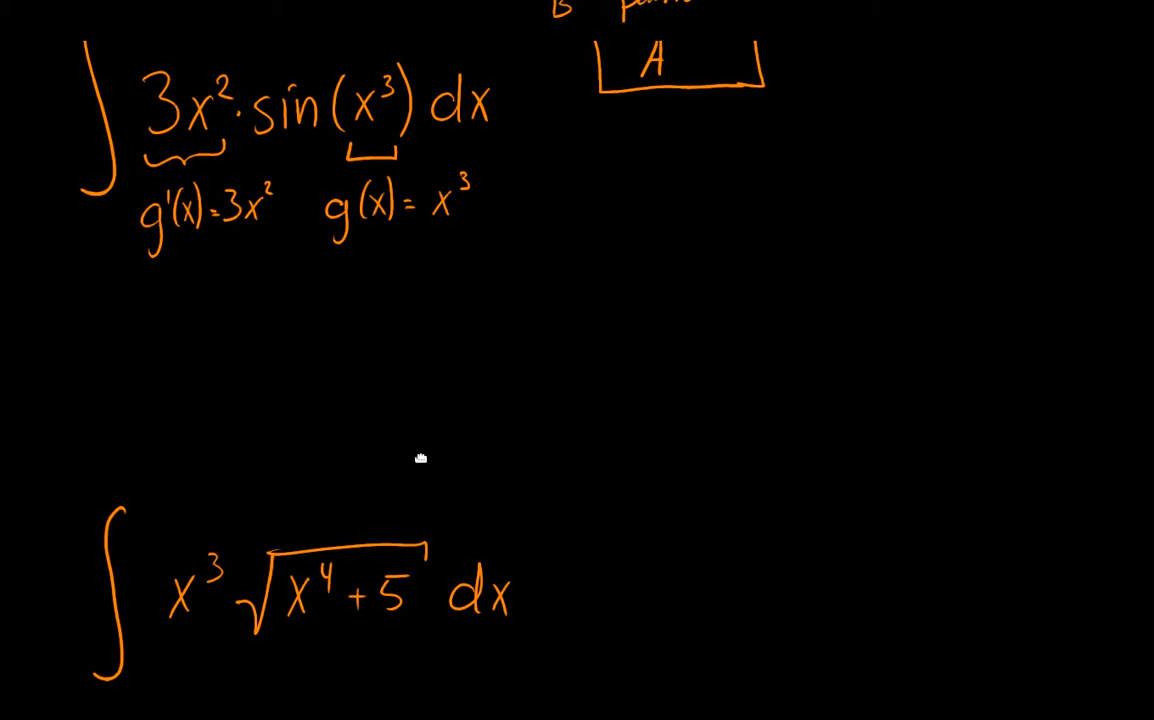 B
A
∫ 3x²·sin(x³) dx
g'(x)=3x² g(x)= x³
∫ x³ √(x⁴+5) dx